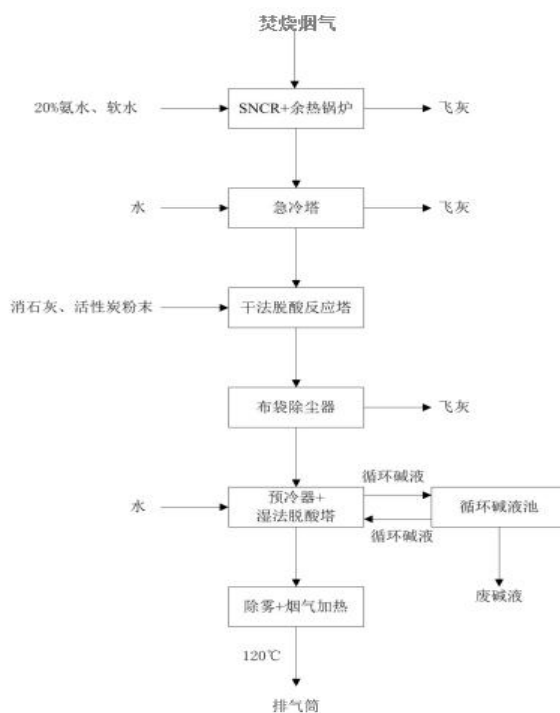 焚烧烟气
20%氨水、软水
SNCR+余热锅炉
飞灰
水
急冷塔
飞灰
消石灰、活性炭粉末
干法脱酸反应塔
布袋除尘器
飞灰
水
预冷器+
湿法脱酸塔
循环碱液
循环碱液
循环碱液池
废碱液
除雾+烟气加热
120℃
排气筒